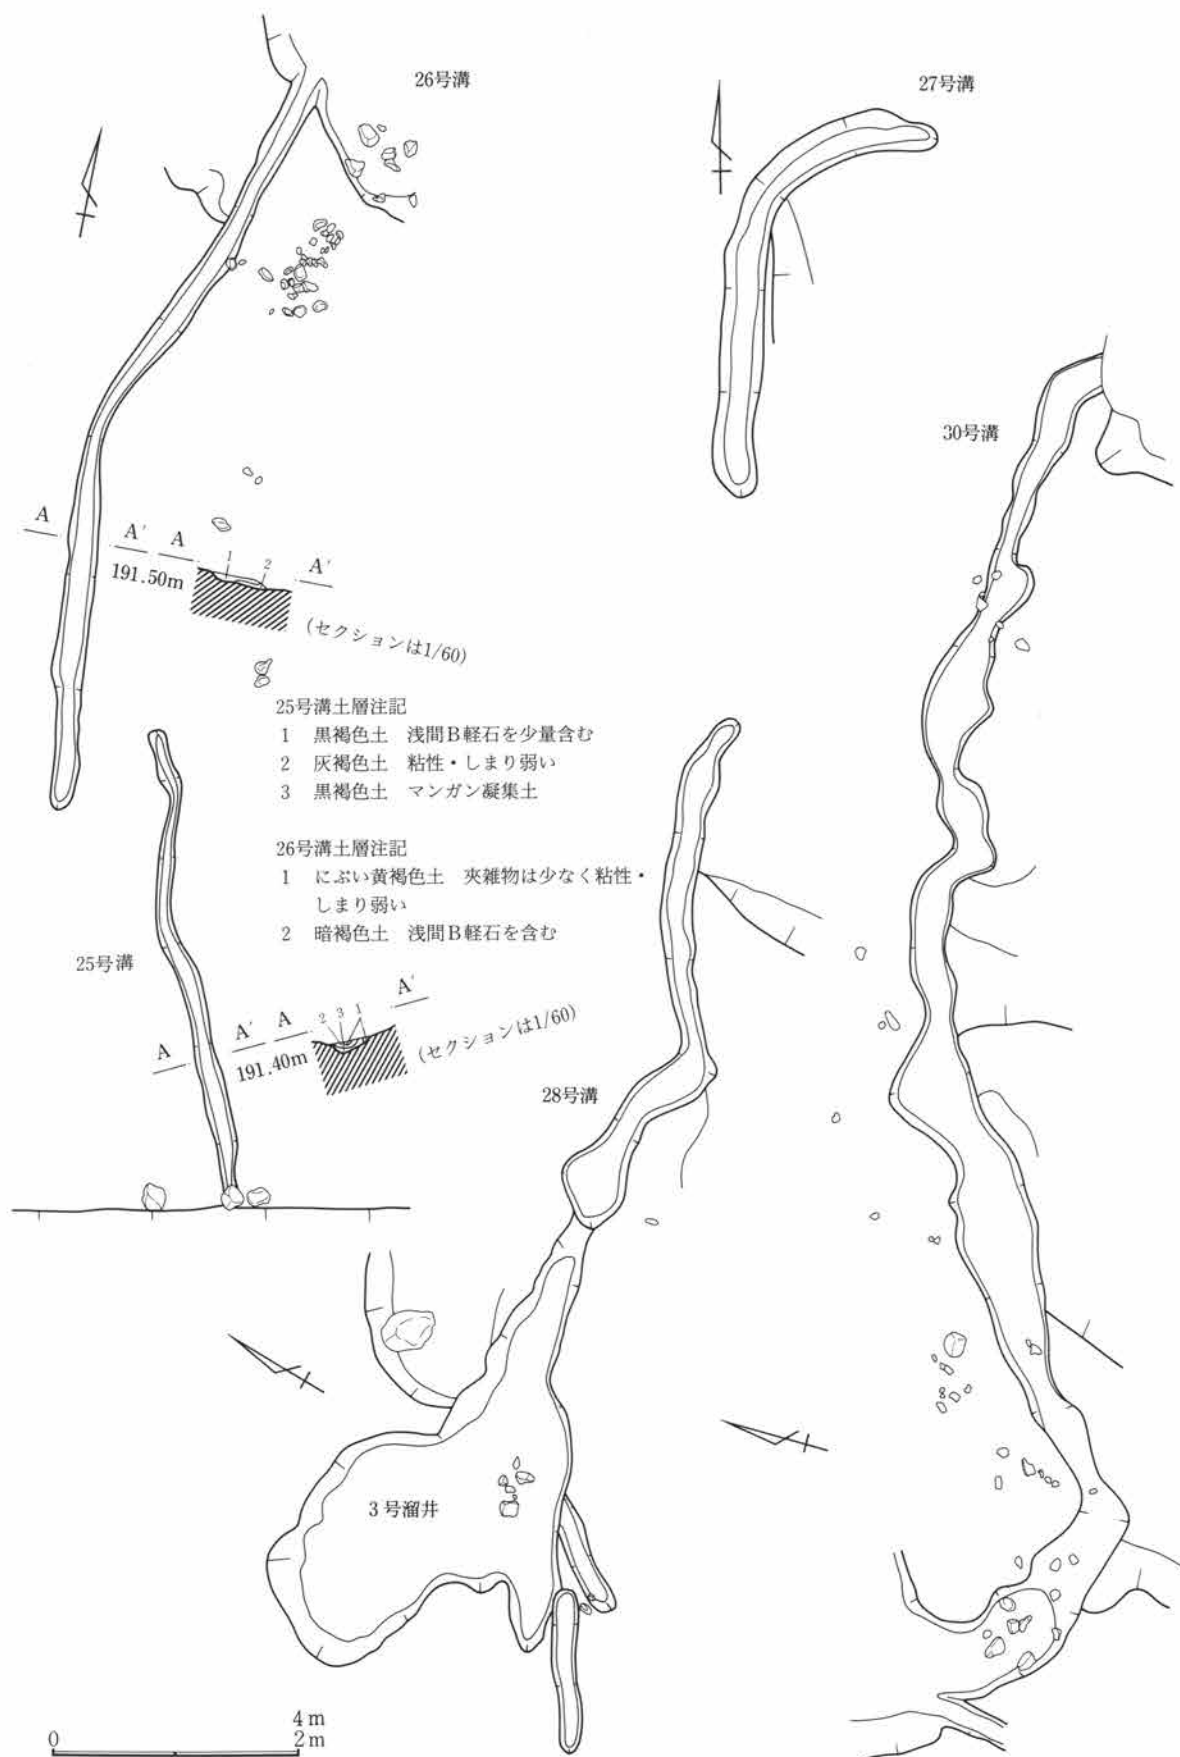 26号溝
27号溝
30号溝
A
A′
A
1
2
A′
191.50m
(セクションは1/60)
25号溝土層注記
1 黒褐色土 浅間B軽石を少量含む
2 灰褐色土 粘性・しまり弱い
3 黒褐色土 マンガン凝集土
26号溝土層注記
1 にぶい黄褐色土 夾雑物は少なく粘性・
しまり弱い
2 暗褐色土 浅間B軽石を含む
25号溝
A
A′
A
2
3
1
A′
191.40m
(セクションは1/60)
28号溝
3号溜井
0
4m
2m